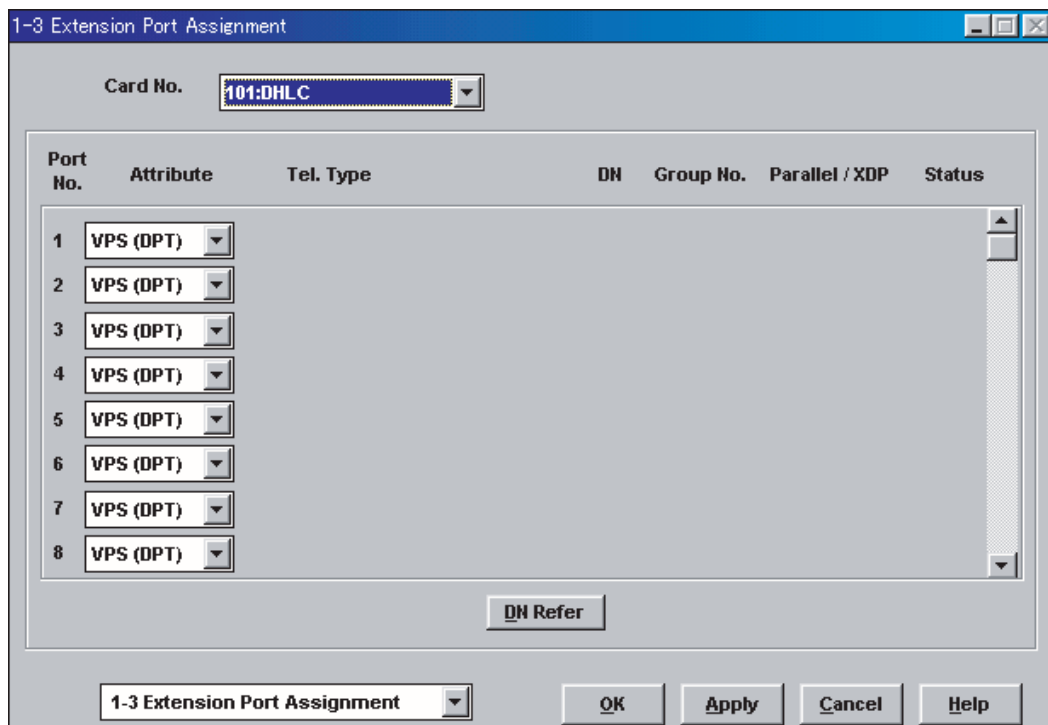 1-3 Extension Port Assignment
Card No. 101:DHLC
Port No. Attribute Tel. Type DN Group No. Parallel / XDP Status
1 VPS (DPT)
2 VPS (DPT)
3 VPS (DPT)
4 VPS (DPT)
5 VPS (DPT)
6 VPS (DPT)
7 VPS (DPT)
8 VPS (DPT)
DN Refer
1-3 Extension Port Assignment OK Apply Cancel Help